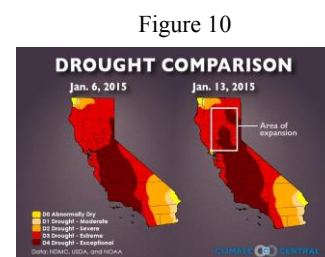 Figure 10
DROUGHT COMPARISON
Jan. 6, 2015
Jan. 13, 2015
Area of
expansion
D0 Abnormally Dry
D1 Drought - Moderate
D2 Drought - Severe
D3 Drought - Extreme
D4 Drought - Exceptional
Data: NDMC, USDA, and NOAA
CLIMATE CENTRAL